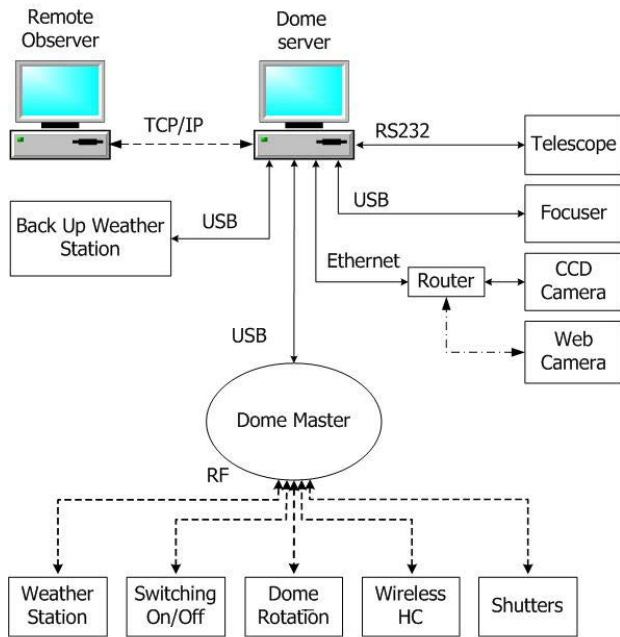 Remote
Observer
Dome
server
TCP/IP
RS232
Telescope
Back Up Weather
Station
USB
USB
Focuser
Ethernet
Router
CCD
Camera
Web
Camera
USB
Dome Master
RF
Weather
Station
Switching
On/Off
Dome
Rotation
Wireless
HC
Shutters